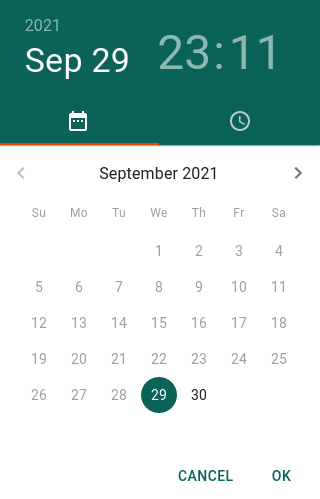 2021
Sep 29 23:11
September 2021
Su Mo Tu We Th Fr Sa
1 2 3 4
5 6 7 8 9 10 11
12 13 14 15 16 17 18
19 20 21 22 23 24 25
26 27 28 29 30
CANCEL OK